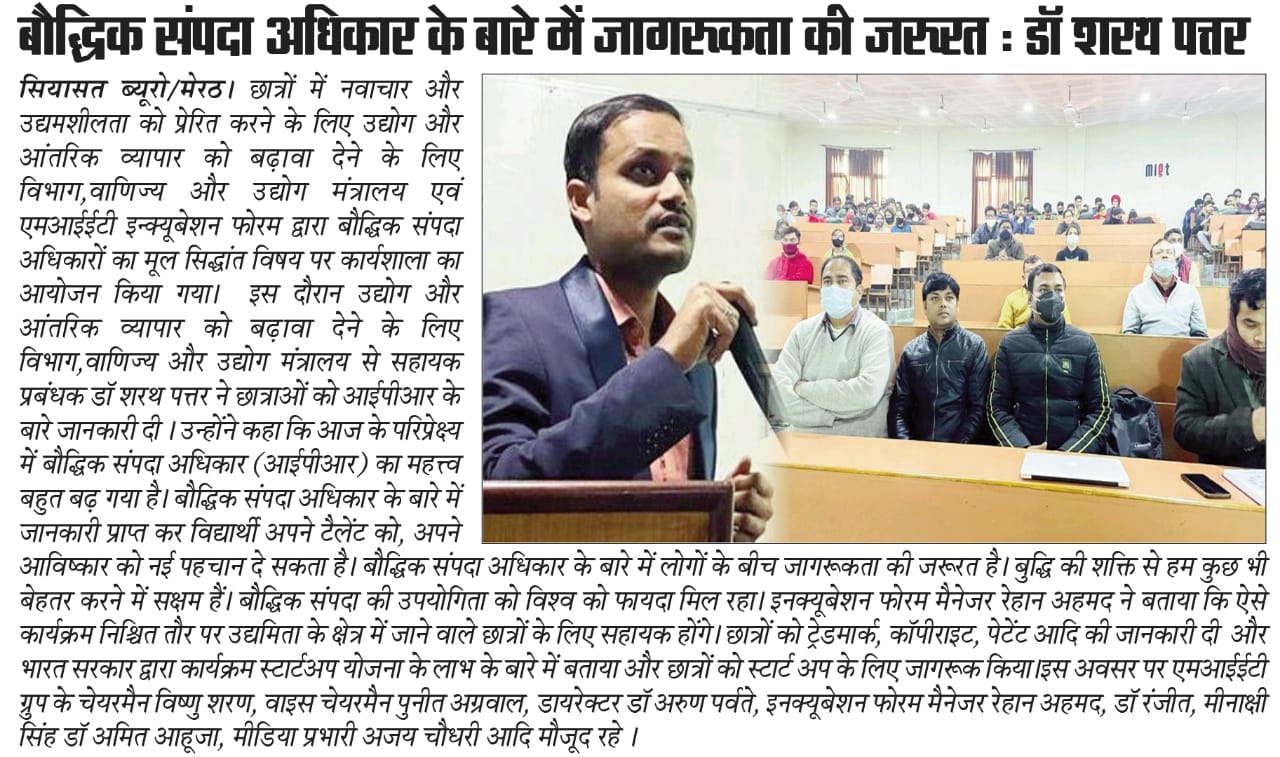 बौद्धिक संपदा अधिकार के बारे में जागरुकता की जरुरत : डॉ शरथ पत्तर
सियासत ब्यूरो/मेरठ। छात्रों में नवाचार और
उद्यमशीलता को प्रेरित करने के लिए उद्योग और
आंतरिक व्यापार को बढ़ावा देने के लिए
विभाग,वाणिज्य और उद्योग मंत्रालय एवं
एमआईईटी इन्क्यूबेशन फोरम द्वारा बौद्धिक संपदा
अधिकारों का मूल सिद्धांत विषय पर कार्यशाला का
आयोजन किया गया। इस दौरान उद्योग और
आंतरिक व्यापार को बढ़ावा देने के लिए
विभाग,वाणिज्य और उद्योग मंत्रालय से सहायक
प्रबंधक डॉ शरथ पत्तर ने छात्राओं को आईपीआर के
बारे जानकारी दी । उन्होंने कहा कि आज के परिप्रेक्ष्य
में बौद्धिक संपदा अधिकार (आईपीआर) का महत्त्व
बहुत बढ़ गया है। बौद्धिक संपदा अधिकार के बारे में
जानकारी प्राप्त कर विद्यार्थी अपने टैलेंट को, अपने
आविष्कार को नई पहचान दे सकता है। बौद्धिक संपदा अधिकार के बारे में लोगों के बीच जागरूकता की जरूरत है। बुद्धि की शक्ति से हम कुछ भी
बेहतर करने में सक्षम हैं। बौद्धिक संपदा की उपयोगिता को विश्व को फायदा मिल रहा। इनक्यूबेशन फोरम मैनेजर रेहान अहमद ने बताया कि ऐसे
कार्यक्रम निश्चित तौर पर उद्यमिता के क्षेत्र में जाने वाले छात्रों के लिए सहायक होंगे। छात्रों को ट्रेडमार्क, कॉपीराइट, पेटेंट आदि की जानकारी दी और
भारत सरकार द्वारा कार्यक्रम स्टार्टअप योजना के लाभ के बारे में बताया और छात्रों को स्टार्ट अप के लिए जागरूक किया।इस अवसर पर एमआईईटी
ग्रुप के चेयरमैन विष्णु शरण, वाइस चेयरमैन पुनीत अग्रवाल, डायरेक्टर डॉ अरुण पर्वते, इनक्यूबेशन फोरम मैनेजर रेहान अहमद, डॉ रंजीत, मीनाक्षी
सिंह डॉ अमित आहूजा, मीडिया प्रभारी अजय चौधरी आदि मौजूद रहे ।
miet